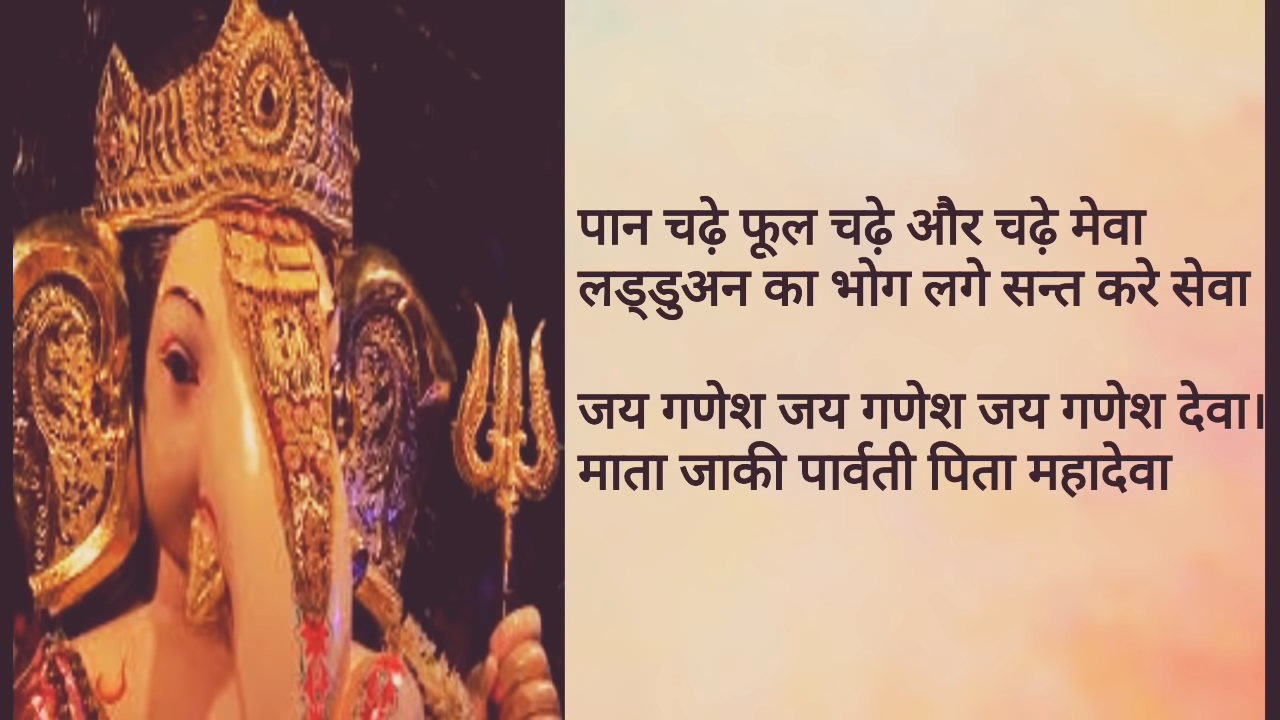 पान चढ़े फूल चढ़े और चढ़े मेवा
लड्डुअन का भोग लगे सन्त करे सेवा
जय गणेश जय गणेश जय गणेश देवा।
माता जाकी पार्वती पिता महादेवा